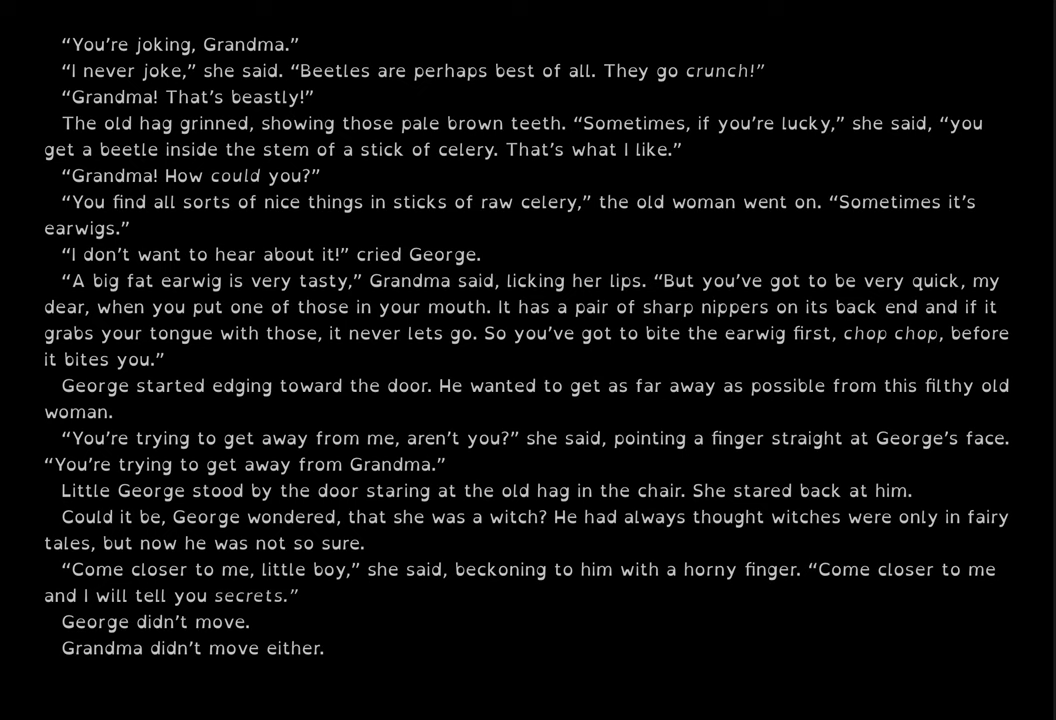 “You’re joking, Grandma.”
“I never joke,” she said. “Beetles are perhaps best of all. They go crunch!”
“Grandma! That’s beastly!”
The old hag grinned, showing those pale brown teeth. “Sometimes, if you’re lucky,” she said, “you
get a beetle inside the stem of a stick of celery. That’s what I like.”
“Grandma! How could you?”
“You find all sorts of nice things in sticks of raw celery,” the old woman went on. “Sometimes it’s
earwigs.”
“I don’t want to hear about it!” cried George.
“A big fat earwig is very tasty,” Grandma said, licking her lips. “But you’ve got to be very quick, my
dear, when you put one of those in your mouth. It has a pair of sharp nippers on its back end and if it
grabs your tongue with those, it never lets go. So you’ve got to bite the earwig first, chop chop, before
it bites you.”
George started edging toward the door. He wanted to get as far away as possible from this filthy old
woman.
“You’re trying to get away from me, aren’t you?” she said, pointing a finger straight at George’s face.
“You’re trying to get away from Grandma.”
Little George stood by the door staring at the old hag in the chair. She stared back at him.
Could it be, George wondered, that she was a witch? He had always thought witches were only in fairy
tales, but now he was not so sure.
“Come closer to me, little boy,” she said, beckoning to him with a horny finger. “Come closer to me
and I will tell you secrets.”
George didn’t move.
Grandma didn’t move either.